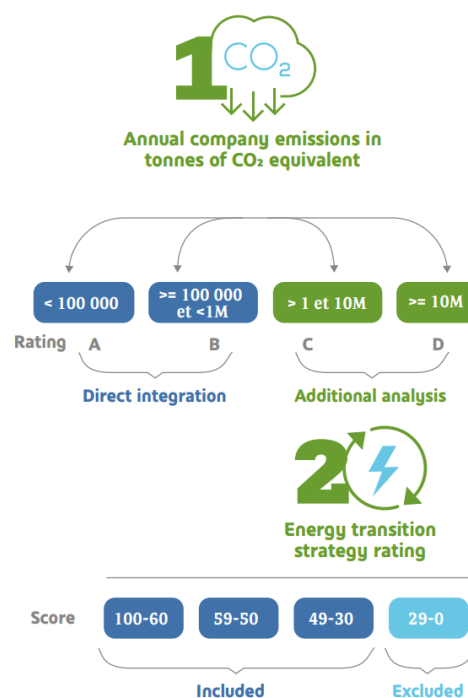 1 CO₂
Annual company emissions in
tonnes of CO₂ equivalent
< 100 000
>= 100 000
et <1M
> 1 et 10M
>= 10M
Rating A B C D
Direct integration Additional analysis
2
Energy transition
strategy rating
Score 100-60 59-50 49-30 29-0
Included Excluded